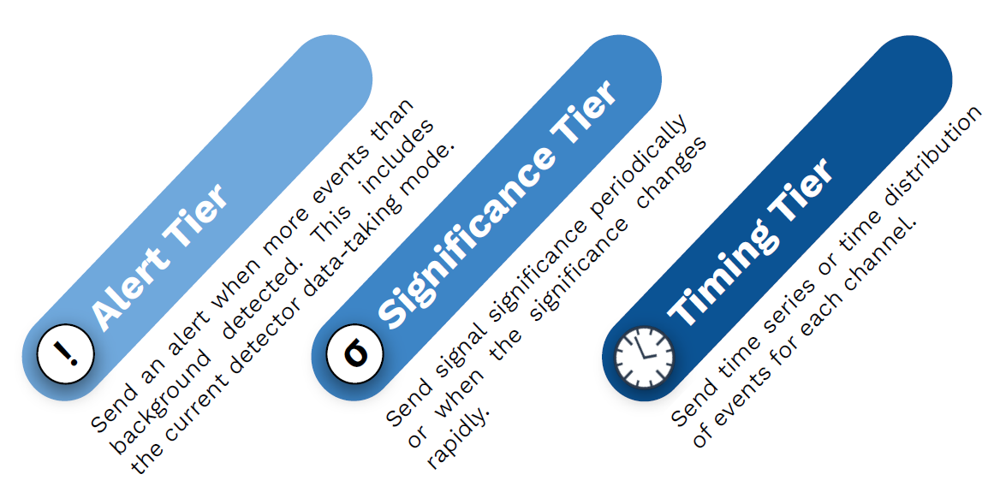 !
Alert Tier
Send an alert when more events than
background detected. This includes
the current detector data-taking mode.
σ
Significance Tier
Send signal significance periodically
or when the significance changes
rapidly.
Timing Tier
Send time series or time distribution
of events for each channel.